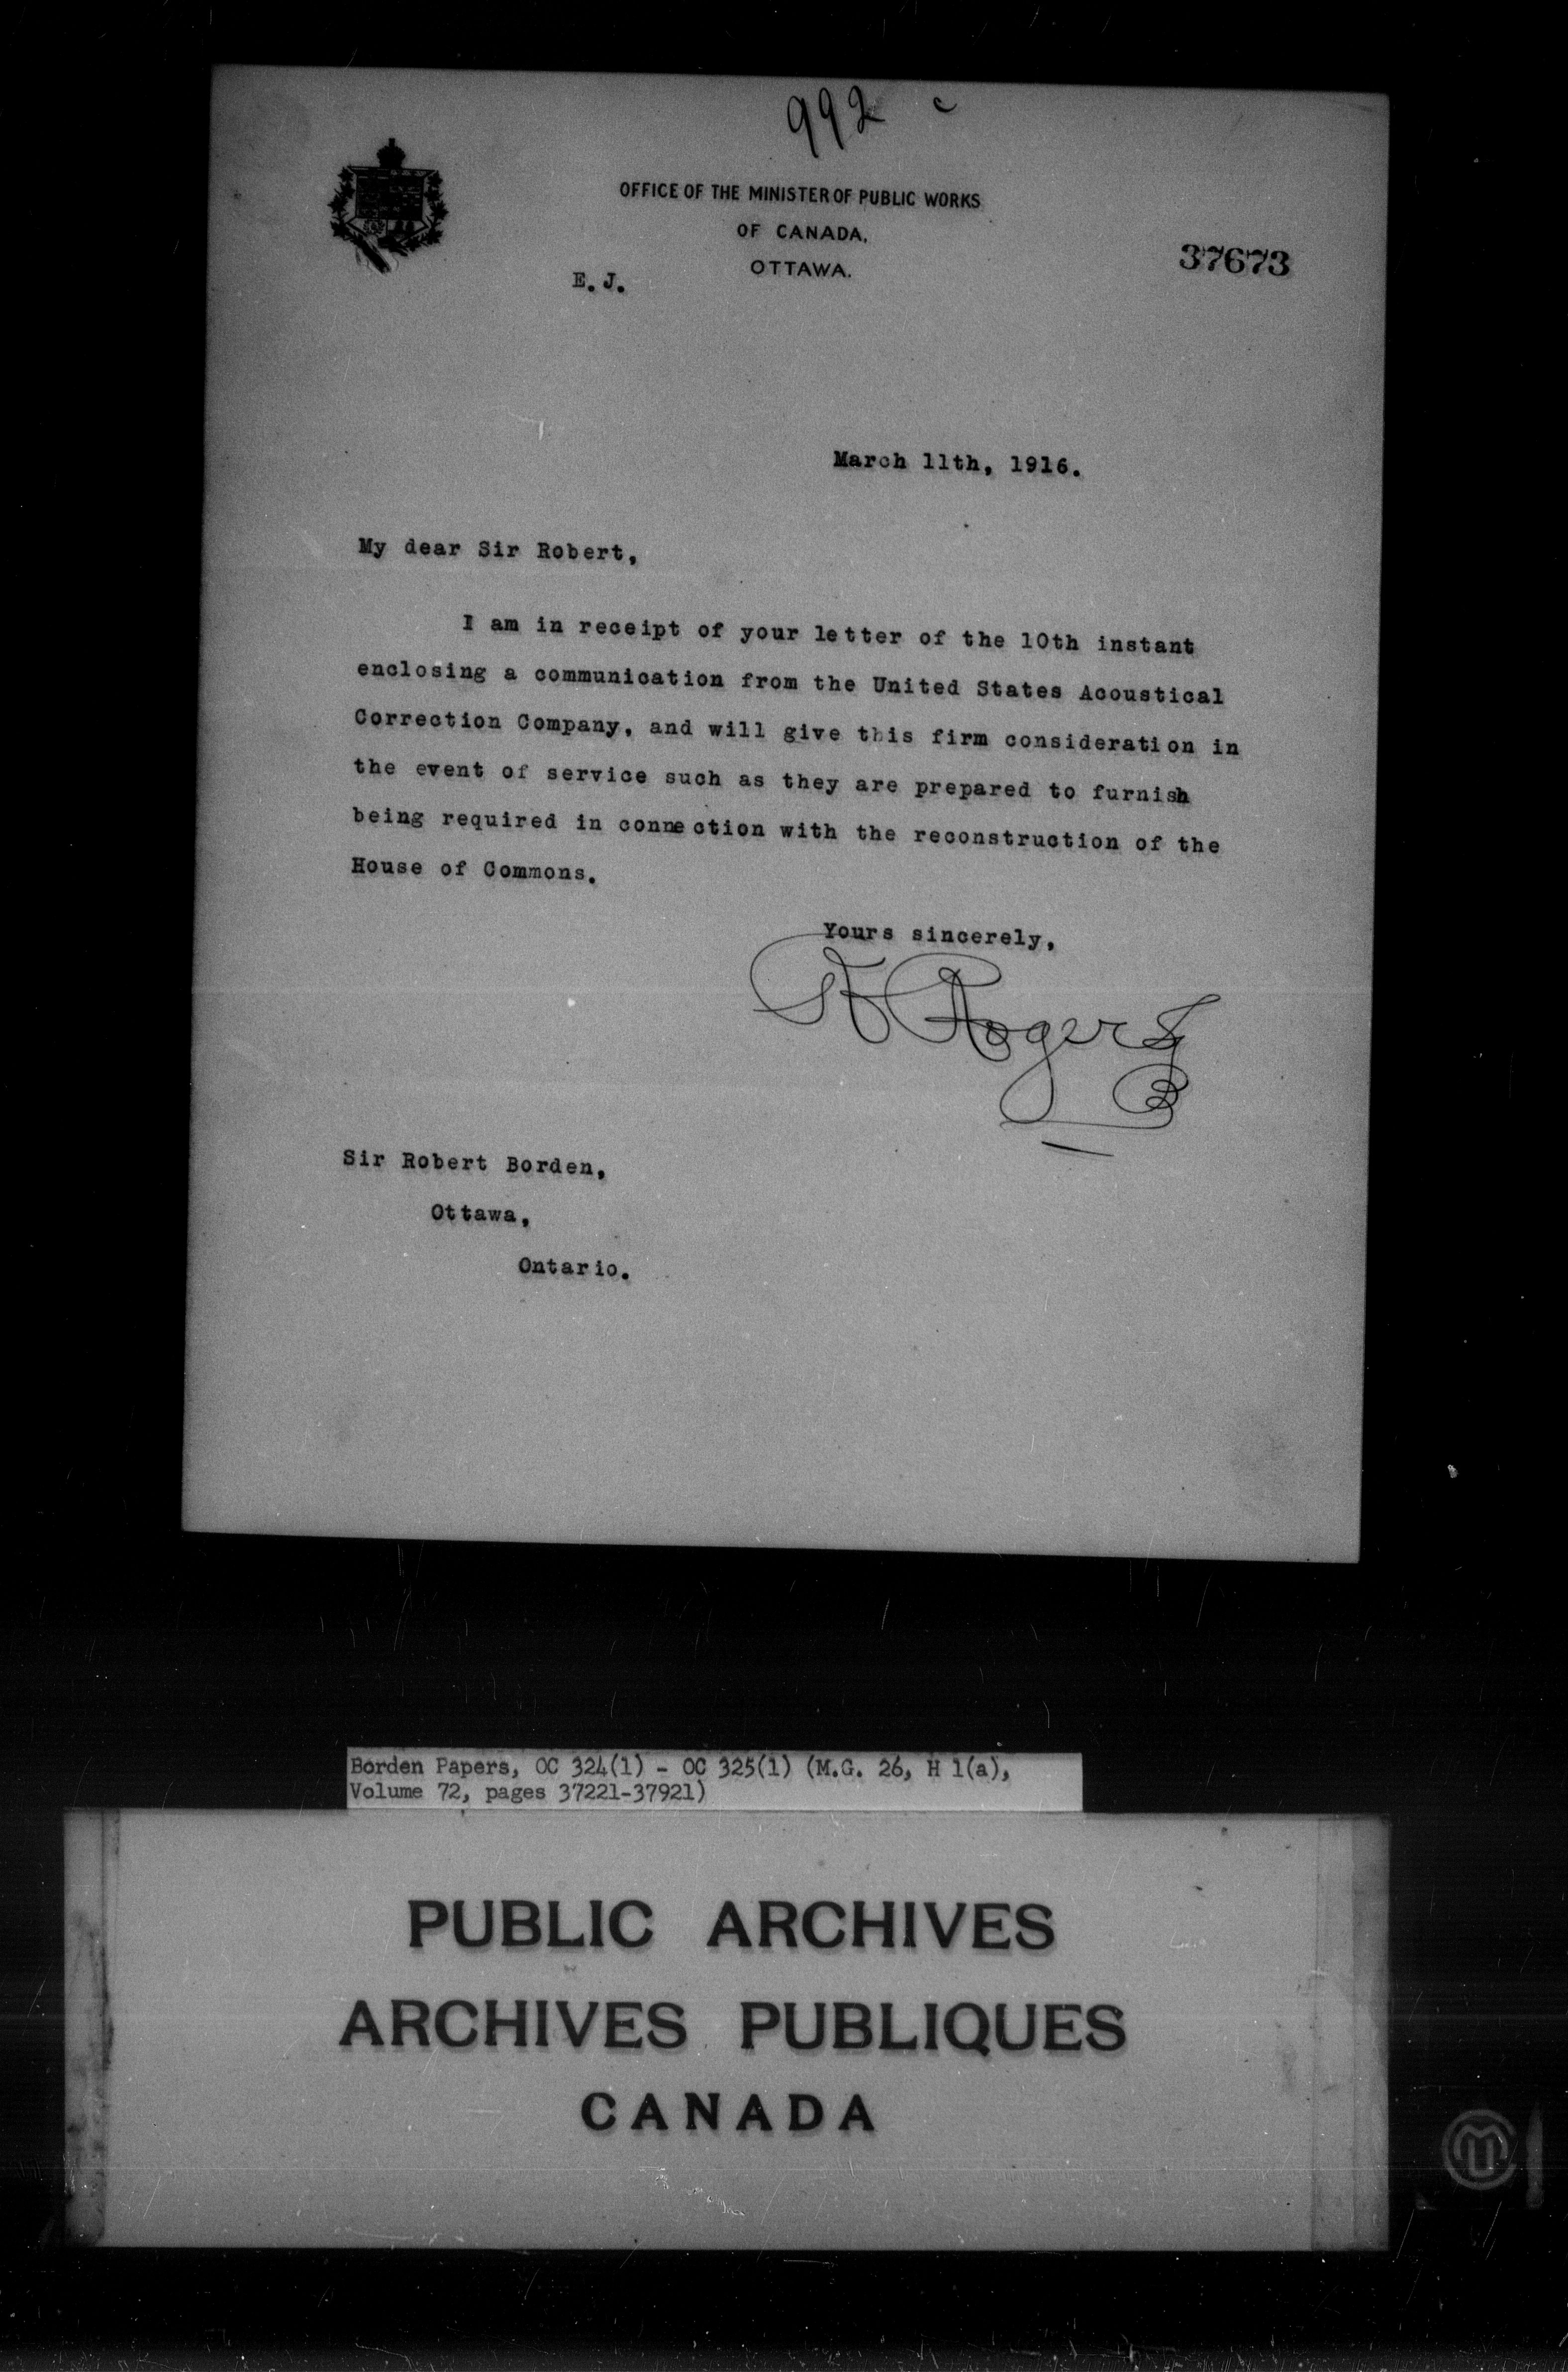 992 c
OFFICE OF THE MINISTER OF PUBLIC WORKS
OF CANADA,
OTTAWA.
37673
E. J.
March 11th, 1916.
My dear Sir Robert,
I am in receipt of your letter of the 10th instant
enclosing a communication from the United States Acoustical
Correction Company, and will give this firm consideration in
the event of service such as they are prepared to furnish
being required in connection with the reconstruction of the
House of Commons.
Yours sincerely,
R Rogers
Sir Robert Borden,
Ottawa,
Ontario.
Borden Papers, OC 324(1) - OC 325(1) (M.G. 26, H 1(a),
Volume 72, pages 37221-37921)
PUBLIC ARCHIVES
ARCHIVES PUBLIQUES
CANADA